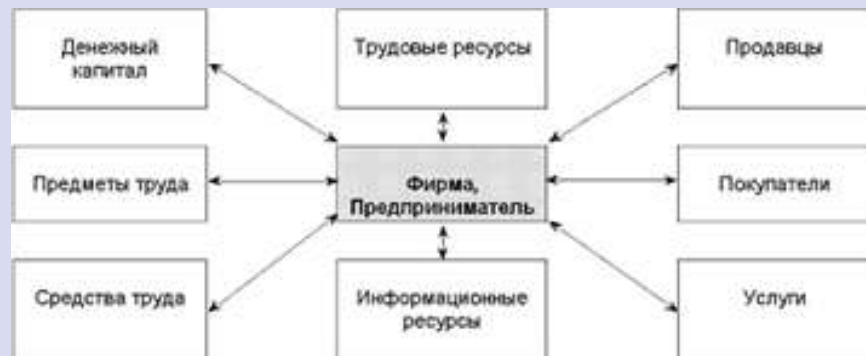 Денежный
капитал
Трудовые ресурсы
Продавцы
Предметы труда
Фирма,
Предприниматель
Покупатели
Средства труда
Информационные
ресурсы
Услуги